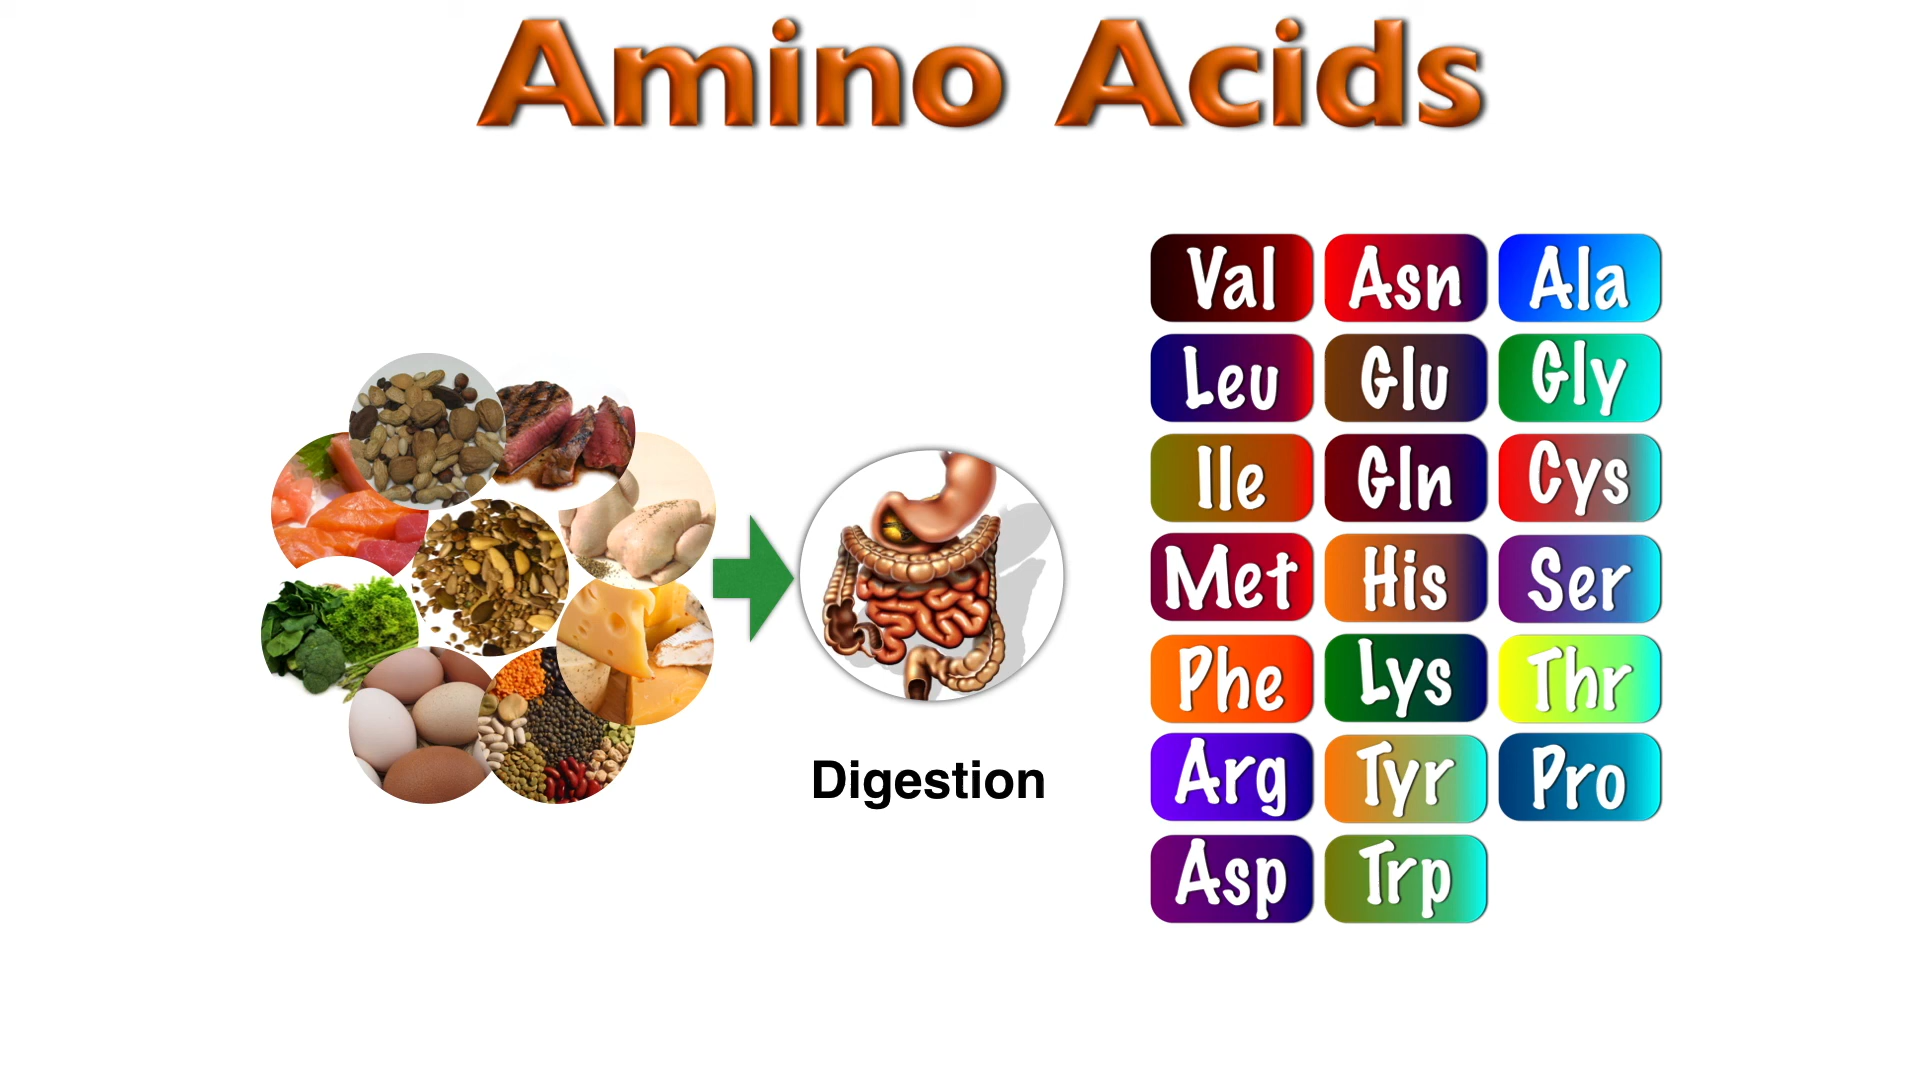 Amino Acids
Val Asn Ala
Leu Glu Gly
Ile Gln Cys
Met His Ser
Phe Lys Thr
Arg Tyr Pro
Asp Trp
Digestion